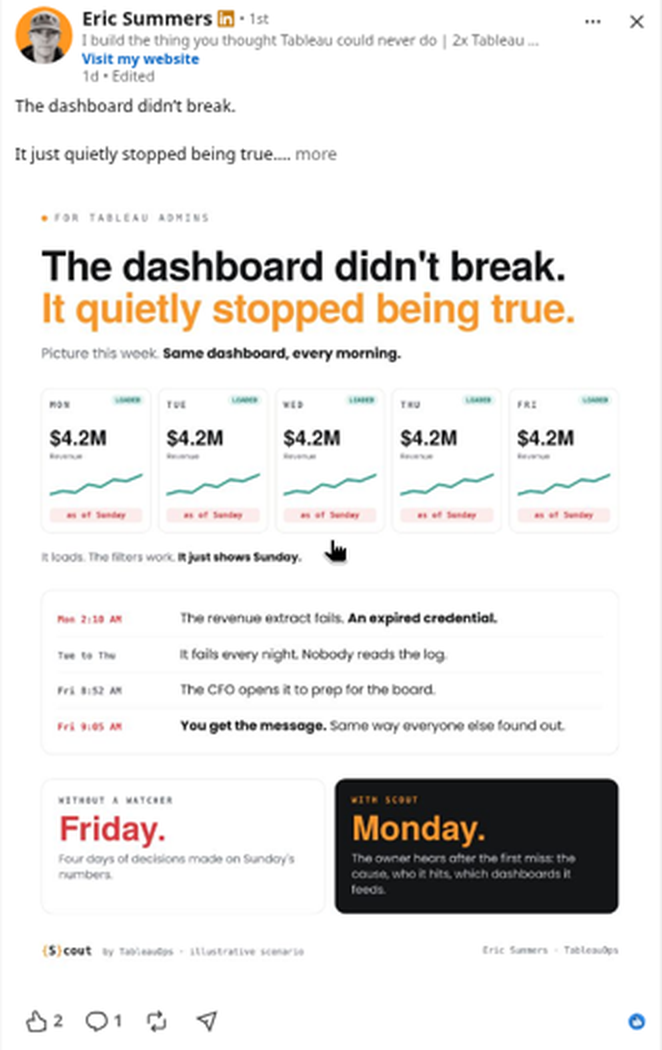 Eric Summers in • 1st
I build the thing you thought Tableau could never do | 2x Tableau ...
Visit my website
1d • Edited
The dashboard didn't break.
It just quietly stopped being true.... more
FOR TABLEAU ADMINS
The dashboard didn't break.
It quietly stopped being true.
Picture this week. Same dashboard, every morning.
MON LOADED TUE LOADED WED LOADED THU LOADED FRI LOADED
$4.2M $4.2M $4.2M $4.2M $4.2M
Revenue Revenue Revenue Revenue Revenue
as of Sunday as of Sunday as of Sunday as of Sunday as of Sunday
It loads. The filters work. It just shows Sunday.
Mon 2:10 AM The revenue extract fails. An expired credential.
Tue to Thu It fails every night. Nobody reads the log.
Fri 8:52 AM The CFO opens it to prep for the board.
Fri 9:05 AM You get the message. Same way everyone else found out.
WITHOUT A WATCHER
Friday.
Four days of decisions made on Sunday's
numbers.
WITH SCOUT
Monday.
The owner hears after the first miss: the
cause, who it hits, which dashboards it
feeds.
{S}cout by TableauOps · illustrative scenario Eric Summers · TableauOps
2 1